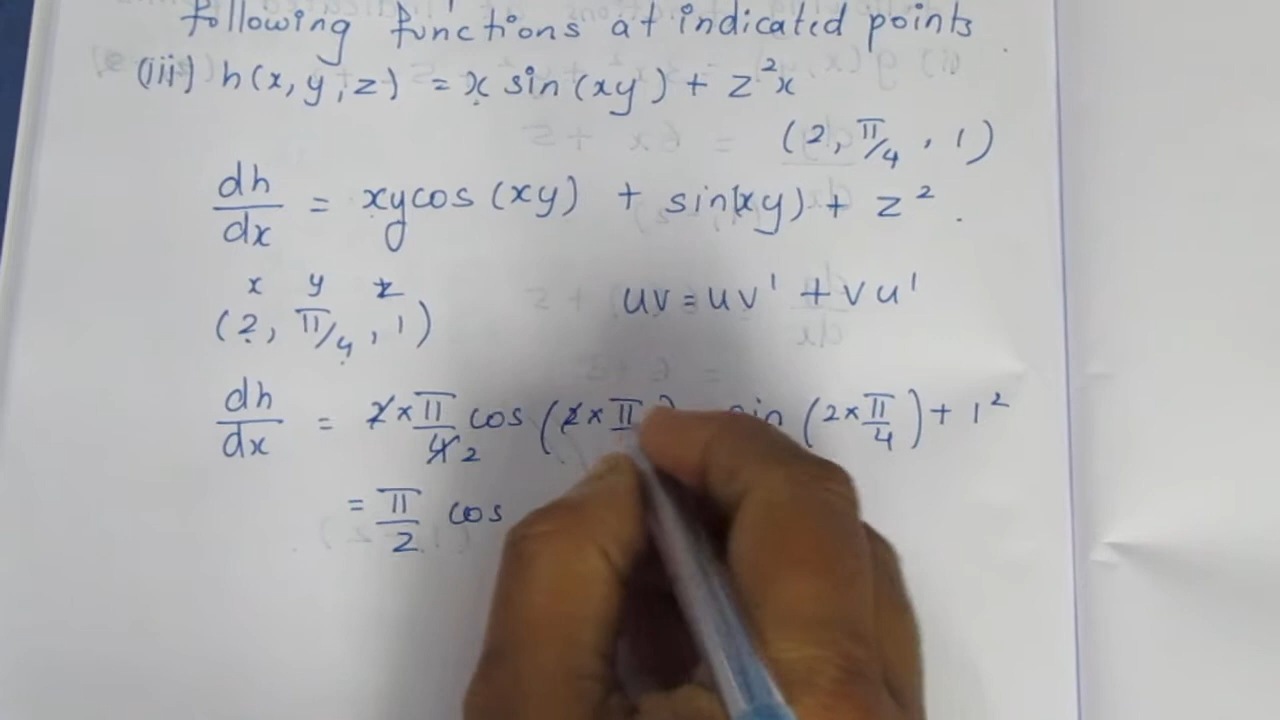 following functions at indicated points
(iii) h(x, y, z) = x sin(xy) + z²x
(2, π/4, 1)
dh/dx = xy cos(xy) + sin(xy) + z².
x y z
(2, π/4, 1)
uv = uv' + vu'
dh/dx = 2 × π/4 2 cos (2 × π sin (2 × π/4) + 1²
= π/2 cos